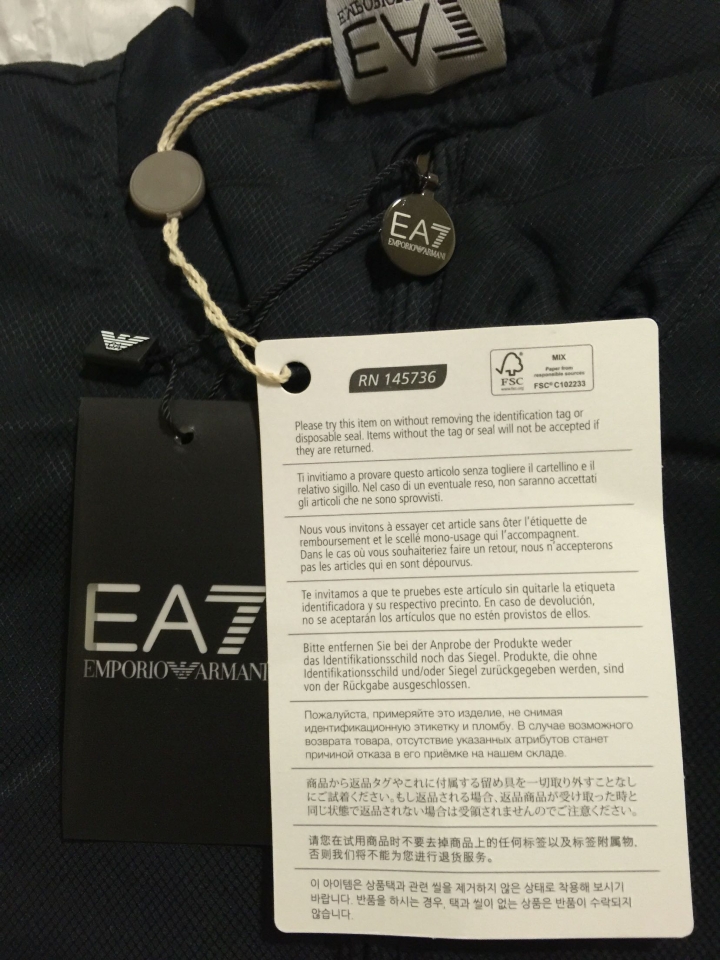 EMPORIO
EA7
EA7
EMPORIO ARMANI
RN 145736
FSC
MIX
Paper from
responsible sources
FSC® C102233
Please try this item on without removing the identification tag or
disposable seal. Items without the tag or seal will not be accepted if
they are returned.
Ti invitiamo a provare questo articolo senza togliere il cartellino e il
relativo sigillo. Nel caso di un eventuale reso, non saranno accettati
gli articoli che ne sono sprovvisti.
Nous vous invitons à essayer cet article sans ôter l'étiquette de
remboursement et le scellé mono-usage qui l'accompagnent.
Dans le cas où vous souhaiteriez faire un retour, nous n'accepterons
pas les articles qui en sont dépourvus.
Te invitamos a que te pruebes este artículo sin quitarle la etiqueta
identificadora y su respectivo precinto. En caso de devolución,
no se aceptarán los artículos que no estén provistos de ellos.
Bitte entfernen Sie bei der Anprobe der Produkte weder
das Identifikationsschild noch das Siegel. Produkte, die ohne
Identifikationsschild und/oder Siegel zurückgegeben werden, sind
von der Rückgabe ausgeschlossen.
Пожалуйста, примеряйте это изделие, не снимая
идентификационную этикетку и пломбу. В случае возможного
возврата товара, отсутствие указанных атрибутов станет
причиной отказа в его приёмке на нашем складе.
商品から返品タグやこれに付属する留め具を一切取り外すことなし
にご試着ください。もし返品される場合、返品商品が受け取った時と
同じ状態で返品されない場合は受領されませんのでご注意ください。
请您在试用商品时不要去掉商品上的任何标签以及标签附属物,
否则我们将不能为您进行退货服务。
이 아이템은 상품택과 관련 씰을 제거하지 않은 상태로 착용해 보시기
바랍니다. 반품을 하시는 경우, 택과 씰이 없는 상품은 반품이 수락되지
않습니다.
EA7
EMPORIO ARMANI